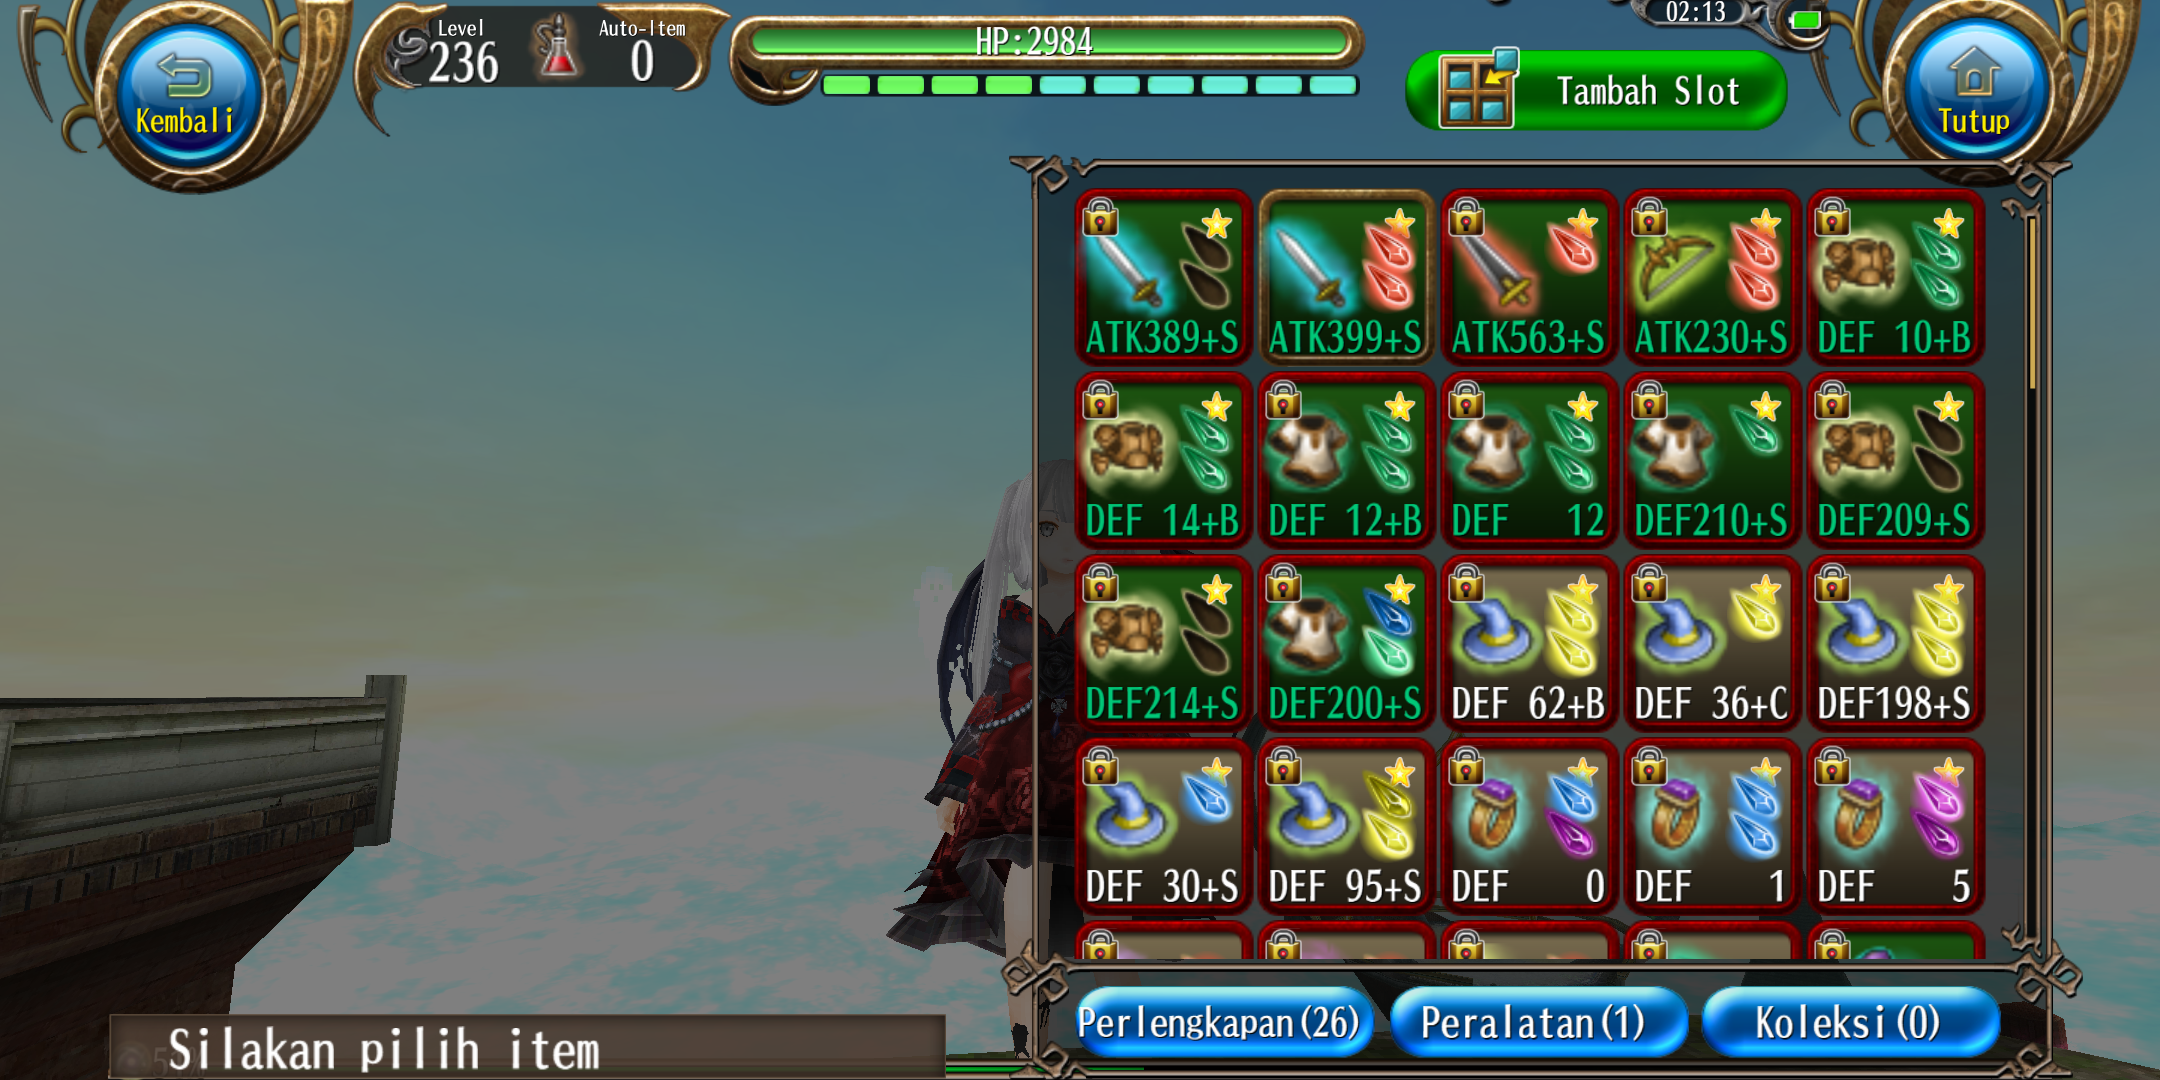 Kembali
Level
236
Auto-Item
0
HP:2984
02:13
Tambah Slot
Tutup
ATK389+S
ATK399+S
ATK563+S
ATK230+S
DEF 10+B
DEF 14+B
DEF 12+B
DEF 12
DEF210+S
DEF209+S
DEF214+S
DEF200+S
DEF 62+B
DEF 36+C
DEF198+S
DEF 30+S
DEF 95+S
DEF 0
DEF 1
DEF 5
Perlengkapan(26)
Peralatan(1)
Koleksi(0)
Silakan pilih item